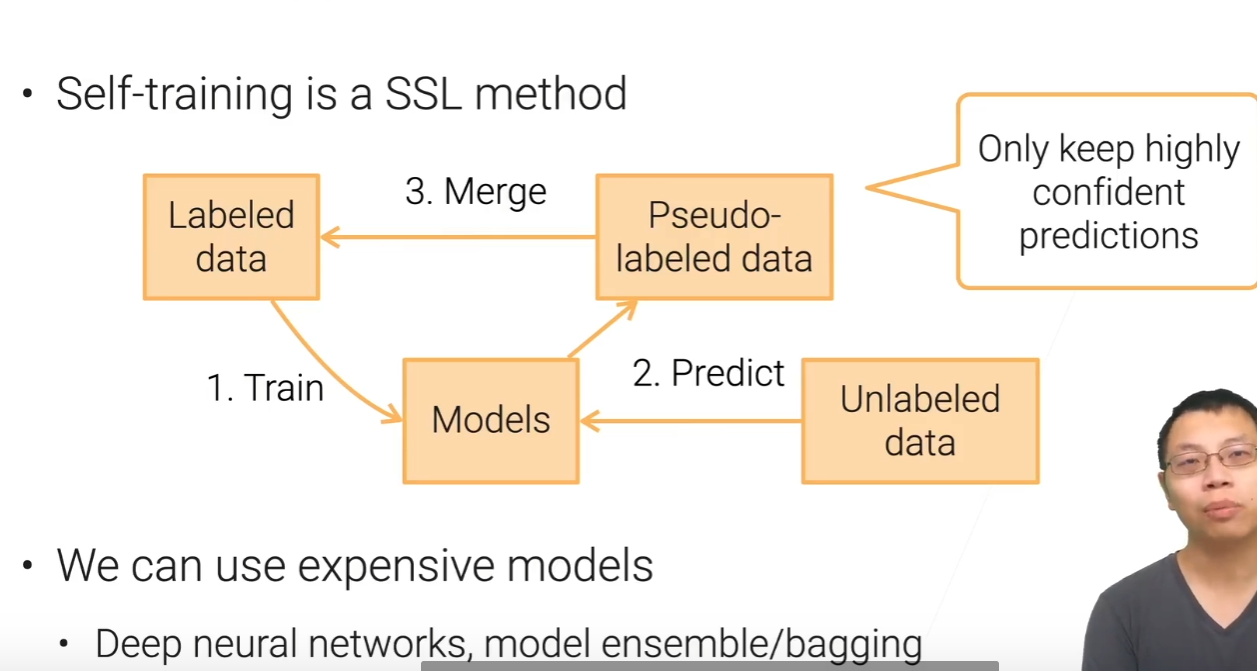 • Self-training is a SSL method
Only keep highly
confident
predictions
3. Merge
Labeled
data
Pseudo-
labeled data
1. Train
2. Predict
Models
Unlabeled
data
• We can use expensive models
• Deep neural networks, model ensemble/bagging